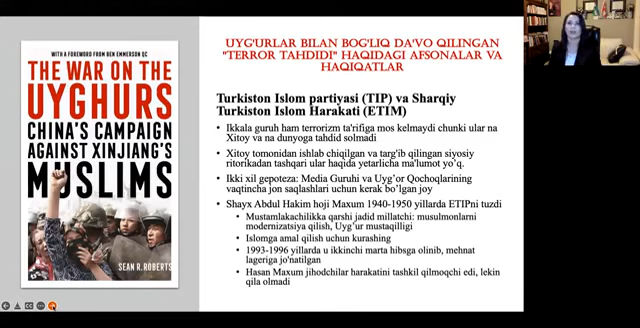 WITH A FOREWORD FROM BEN EMMERSON QC
THE WAR ON THE
UYGHURS
CHINA'S CAMPAIGN
AGAINST XINJIANG'S
MUSLIMS
SEAN R. ROBERTS
UYG'URLAR BILAN BOG'LIQ DA'VO QILINGAN
"TERROR TAHDIDI" HAQIDAGI AFSONALAR VA
HAQIQATLAR
Turkiston Islom partiyasi (TIP) va Sharqiy
Turkiston Islom Harakati (ETIM)
• Ikkala guruh ham terrorizm ta'rifiga mos kelmaydi chunki ular na
Xitoy va na dunyoga tahdid solmadi
• Xitoy tomonidan ishlab chiqilgan va targ'ib qilingan siyosiy
ritorikadan tashqari ular haqida yetarlicha ma'lumot yo'q.
• Ikki xil gepoteza: Media Guruhi va Uyg'or Qochoqlarining
vaqtincha jon saqlashlari uchun kerak bo'lgan joy
• Shayx Abdul Hakim hoji Maxum 1940-1950 yillarda ETIPni tuzdi
• Mustamlakachilikka qarshi jadid millatchi: musulmonlarni
modernizatsiya qilish, Uyg'ur mustaqilligi
• Islomga amal qilish uchun kurashing
• 1993-1996 yillarda u ikkinchi marta hibsga olinib, mehnat
lageriga jo'natilgan
• Hasan Maxum jihodchilar harakatini tashkil qilmoqchi edi, lekin
qila olmadi